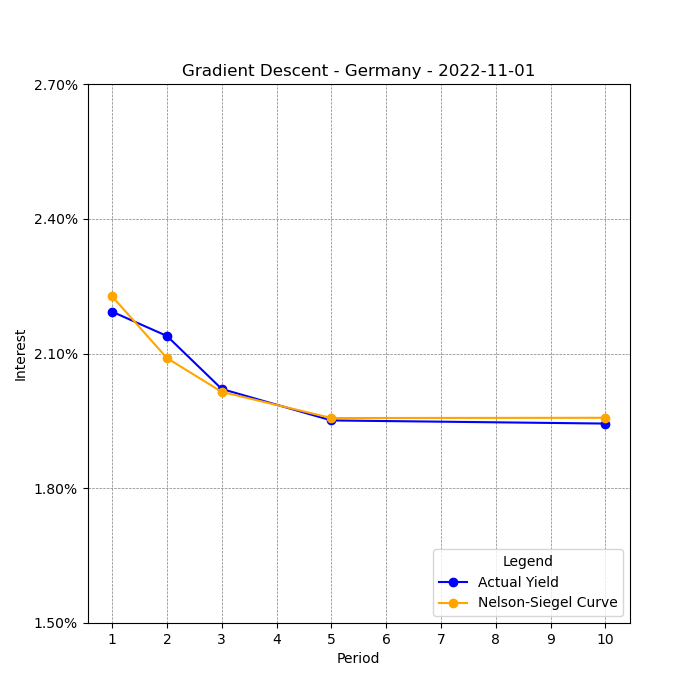 Gradient Descent - Germany - 2022-11-01
2.70%
2.40%
2.10%
1.80%
1.50%
Interest
1 2 3 4 5 6 7 8 9 10
Period
Legend
Actual Yield
Nelson-Siegel Curve